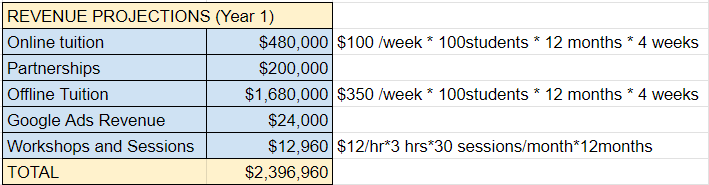 REVENUE PROJECTIONS (Year 1)
Online tuition $480,000 $100 /week * 100students * 12 months * 4 weeks
Partnerships $200,000
Offline Tuition $1,680,000 $350 /week * 100students * 12 months * 4 weeks
Google Ads Revenue $24,000
Workshops and Sessions $12,960 $12/hr*3 hrs*30 sessions/month*12months
TOTAL $2,396,960